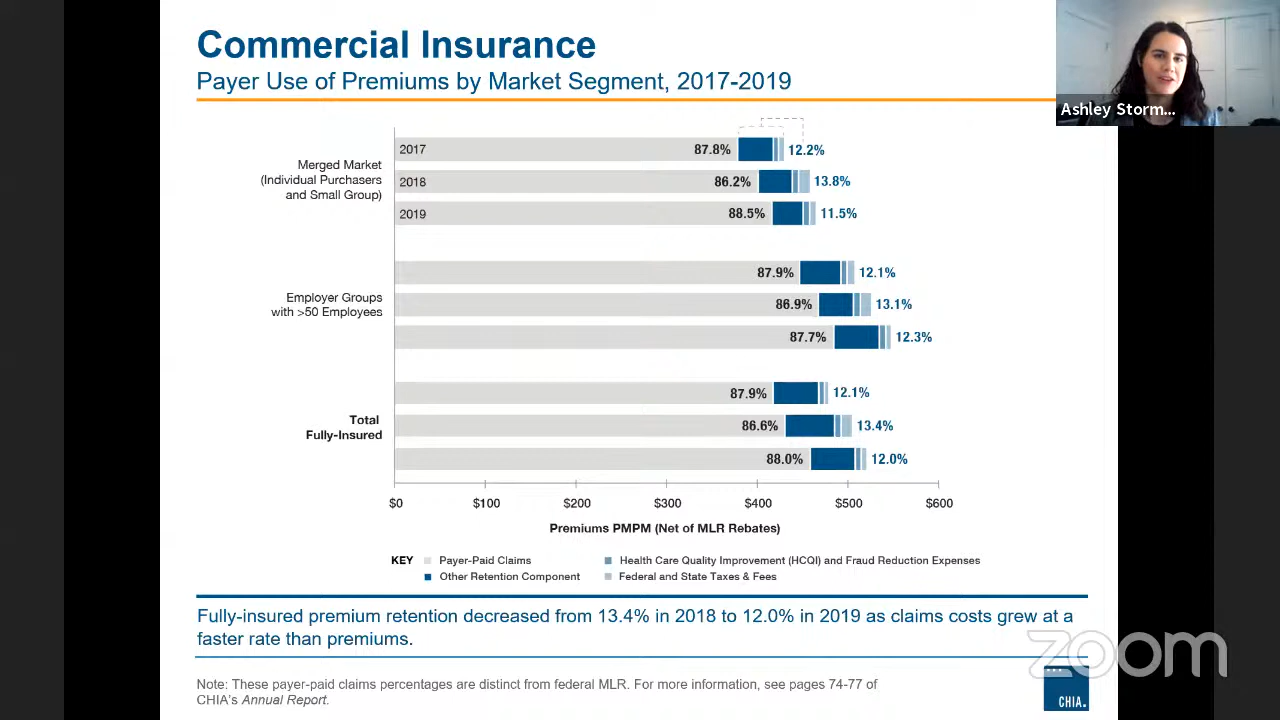 Commercial Insurance
Payer Use of Premiums by Market Segment, 2017-2019
Ashley Storm...
Merged Market
(Individual Purchasers
and Small Group)
2017 87.8% 12.2%
2018 86.2% 13.8%
2019 88.5% 11.5%
Employer Groups
with >50 Employees
87.9% 12.1%
86.9% 13.1%
87.7% 12.3%
Total
Fully-Insured
87.9% 12.1%
86.6% 13.4%
88.0% 12.0%
$0 $100 $200 $300 $400 $500 $600
Premiums PMPM (Net of MLR Rebates)
KEY Payer-Paid Claims Health Care Quality Improvement (HCQI) and Fraud Reduction Expenses
Other Retention Component Federal and State Taxes & Fees
Fully-insured premium retention decreased from 13.4% in 2018 to 12.0% in 2019 as claims costs grew at a
faster rate than premiums.
zoom
Note: These payer-paid claims percentages are distinct from federal MLR. For more information, see pages 74-77 of
CHIA's Annual Report.
CHIA.